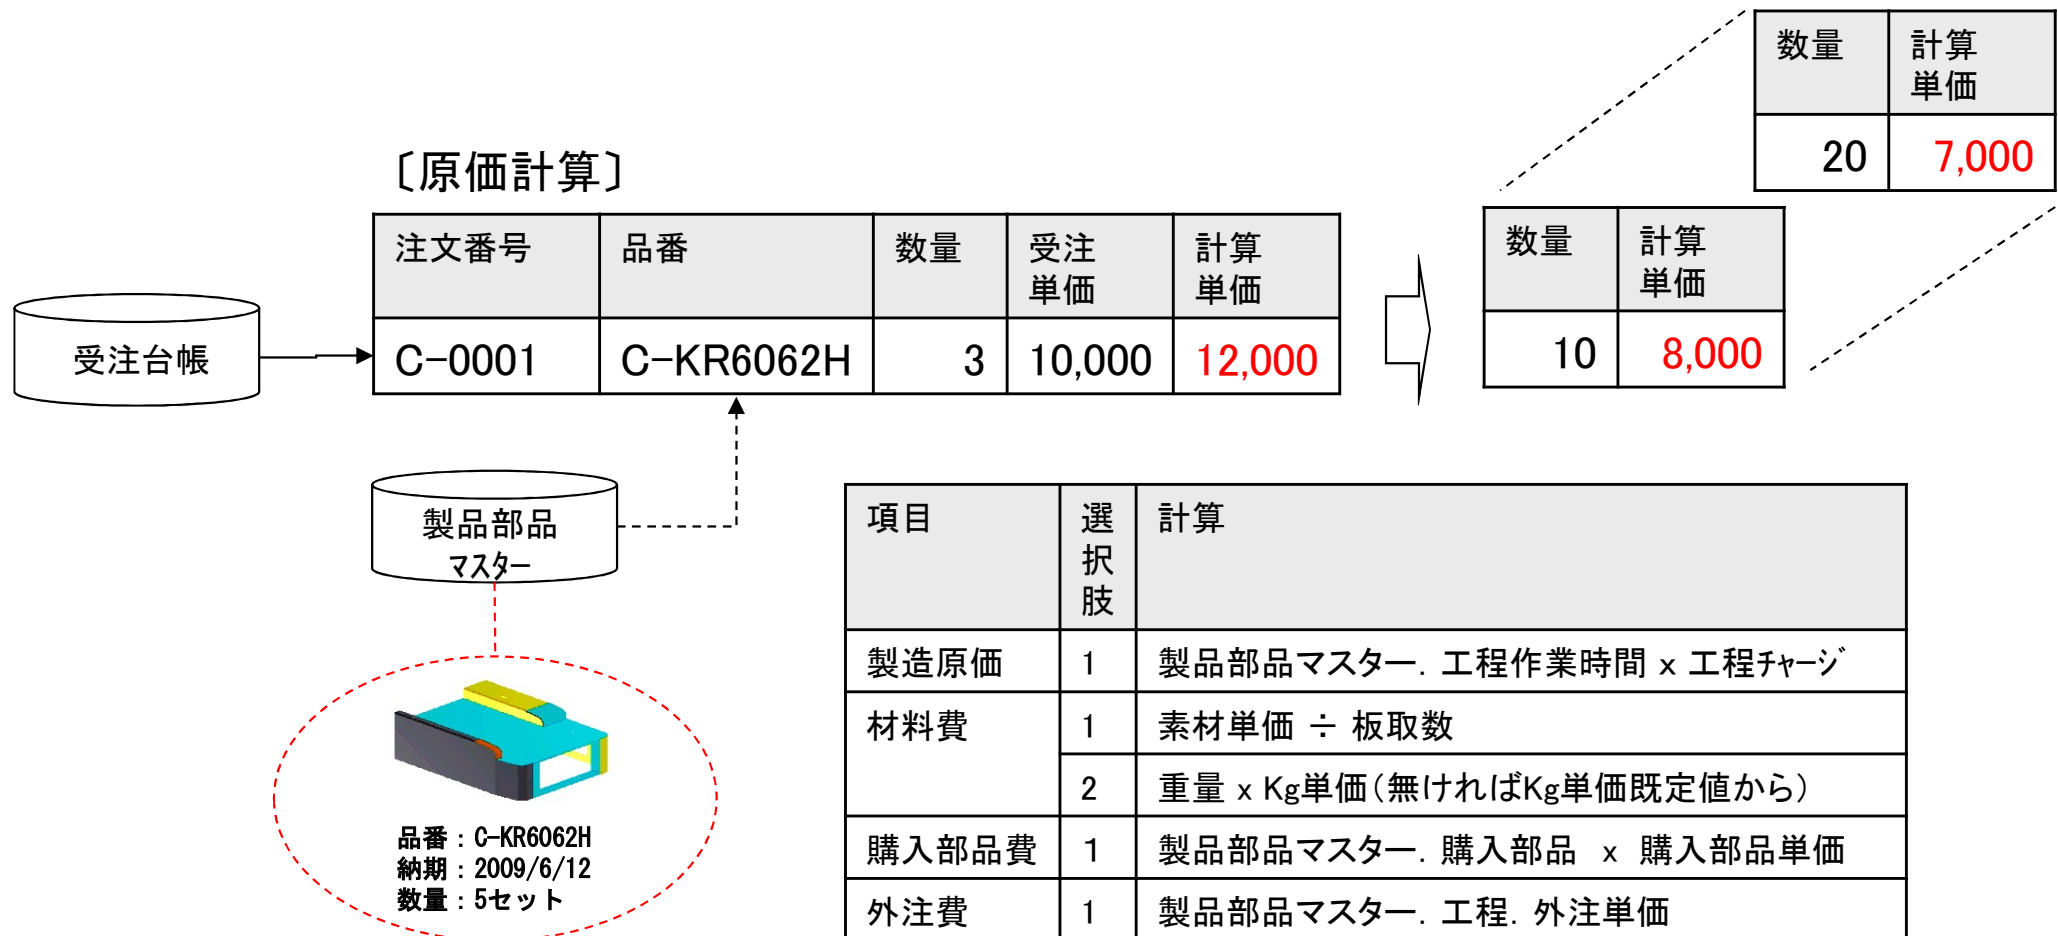 数量 計算単価
20 7,000
〔原価計算〕
注文番号 品番 数量 受注単価 計算単価
C-0001 C-KR6062H 3 10,000 12,000
数量 計算単価
10 8,000
受注台帳
製品部品
マスター
項目 選択肢 計算
製造原価 1 製品部品マスター．工程作業時間 x 工程ﾁｬｰｼﾞ
材料費 1 素材単価 ÷ 板取数
2 重量 x Kg単価（無ければKg単価既定値から）
購入部品費 1 製品部品マスター．購入部品 x 購入部品単価
外注費 1 製品部品マスター．工程．外注単価
品番：C-KR6062H
納期：2009/6/12
数量：5セット